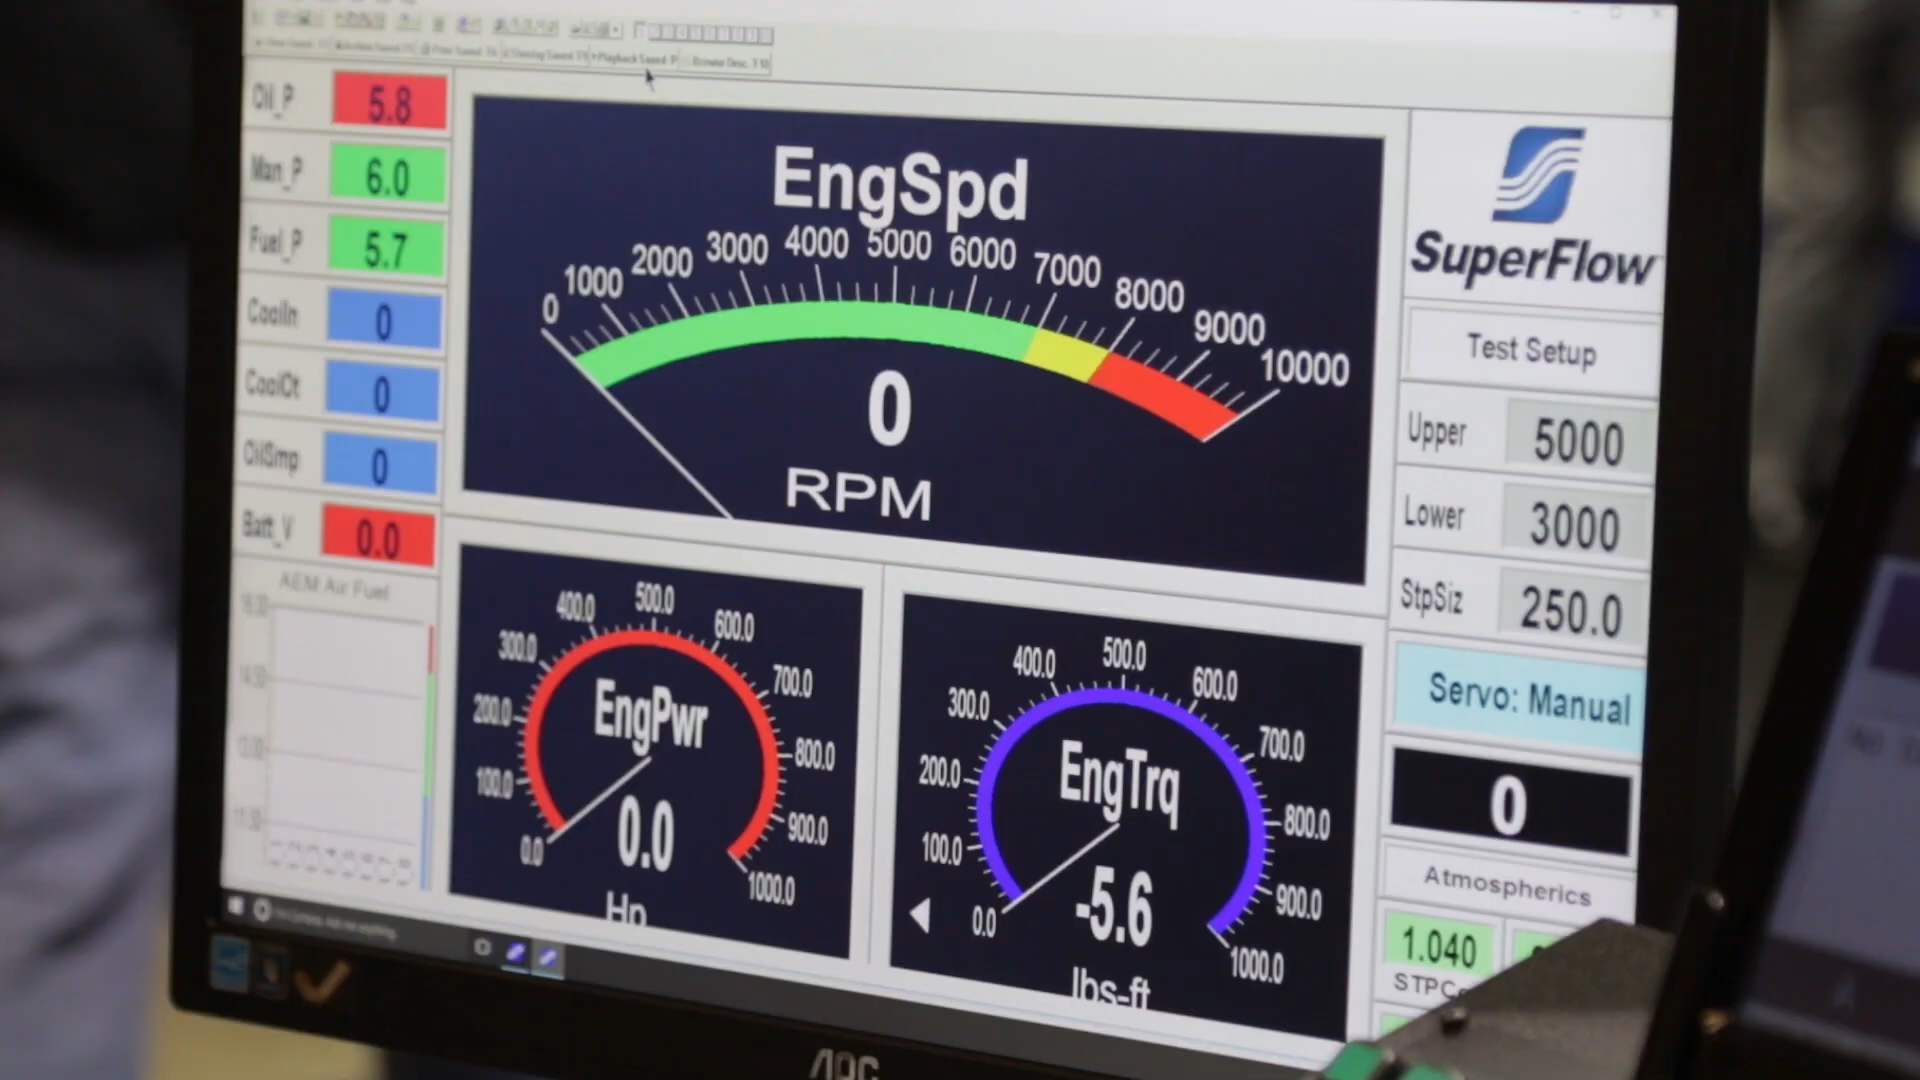 Oil_P 5.8
Man_P 6.0
Fuel_P 5.7
CoolIn 0
CoolOt 0
OilSmp 0
Batt_V 0.0
AEM Air Fuel
EngSpd
0 1000 2000 3000 4000 5000 6000 7000 8000 9000 10000
0
RPM
EngPwr
0.0 100.0 200.0 300.0 400.0 500.0 600.0 700.0 800.0 900.0 1000.0
0.0
Hp
EngTrq
0.0 100.0 200.0 300.0 400.0 500.0 600.0 700.0 800.0 900.0 1000.0
-5.6
lbs-ft
SuperFlow
Test Setup
Upper 5000
Lower 3000
StpSiz 250.0
Servo: Manual
0
Atmospherics
1.040
AOC